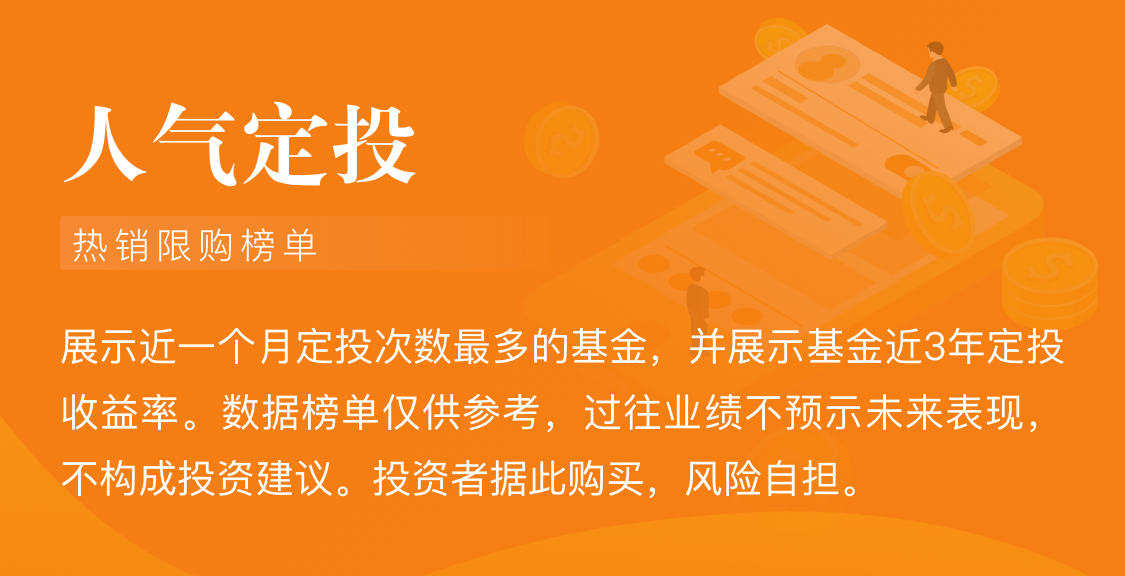 人气定投
热销限购榜单
展示近一个月定投次数最多的基金，并展示基金近3年定投
收益率。数据榜单仅供参考，过往业绩不预示未来表现，
不构成投资建议。投资者据此购买，风险自担。